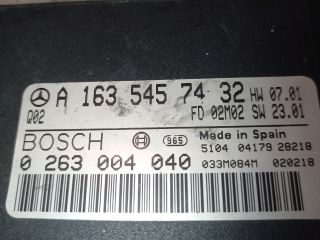 A 163 545 74 32 HW 07.01
Q02 FD 02M02 SW 23.01
BOSCH 965 Made in Spain
5104 04179 28218
0 263 004 040 033M084M 020218